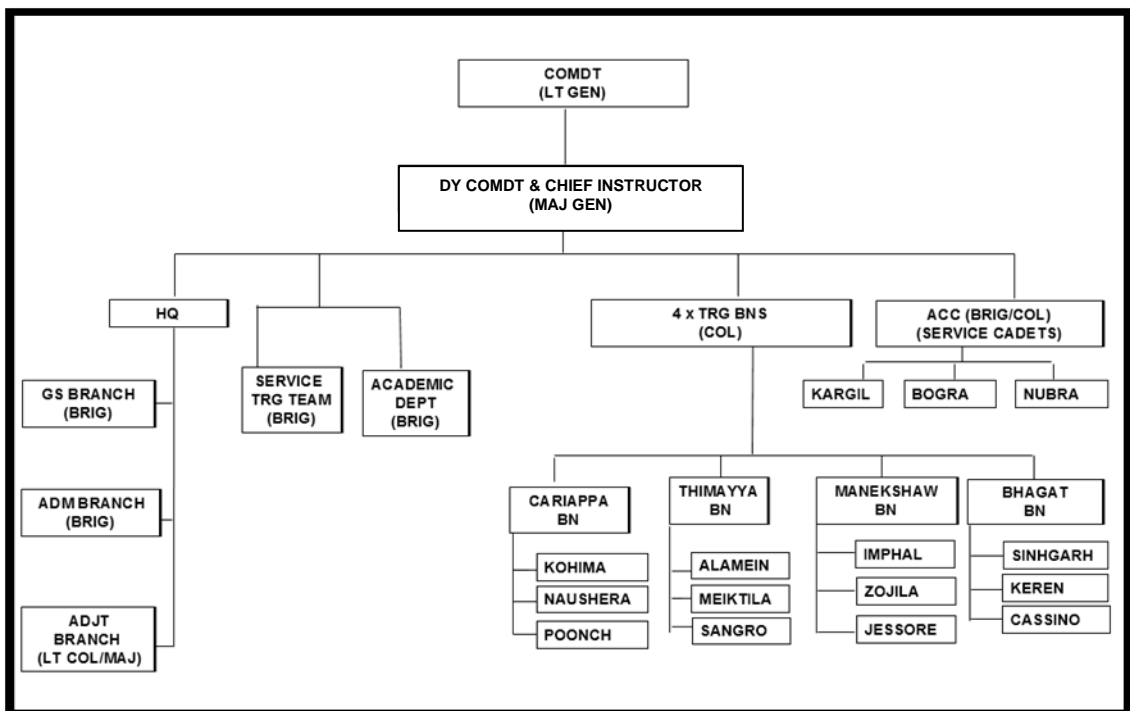 COMDT
(LT GEN)
DY COMDT & CHIEF INSTRUCTOR
(MAJ GEN)
HQ
4 x TRG BNS
(COL)
ACC (BRIG/COL)
(SERVICE CADETS)
GS BRANCH
(BRIG)
SERVICE
TRG TEAM
(BRIG)
ACADEMIC
DEPT
(BRIG)
KARGIL
BOGRA
NUBRA
ADM BRANCH
(BRIG)
ADJT
BRANCH
(LT COL/MAJ)
CARIAPPA
BN
KOHIMA
NAUSHERA
POONCH
THIMAYYA
BN
ALAMEIN
MEIKTILA
SANGRO
MANEKSHAW
BN
IMPHAL
ZOJILA
JESSORE
BHAGAT
BN
SINHGARH
KEREN
CASSINO